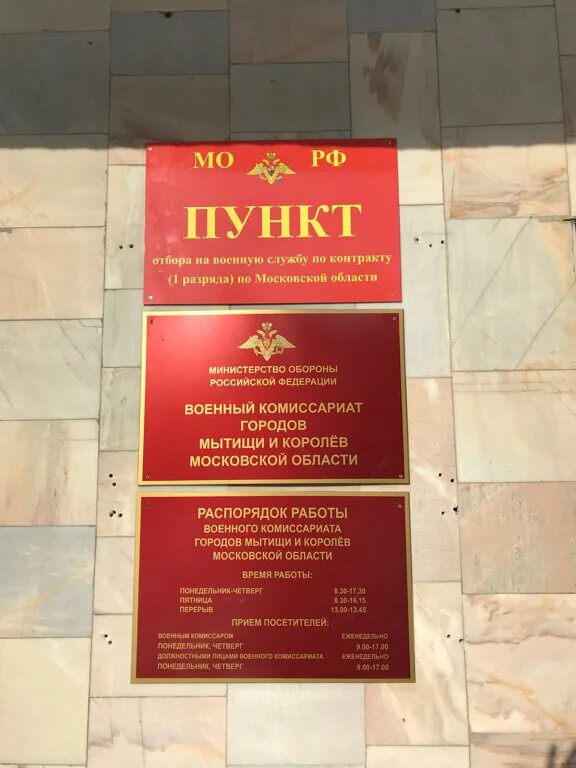 МО РФ
ПУНКТ
отбора на военную службу по контракту
(1 разряда) по Московской области
МИНИСТЕРСТВО ОБОРОНЫ
РОССИЙСКОЙ ФЕДЕРАЦИИ
ВОЕННЫЙ КОМИССАРИАТ
ГОРОДОВ
МЫТИЩИ И КОРОЛЁВ
МОСКОВСКОЙ ОБЛАСТИ
РАСПОРЯДОК РАБОТЫ
ВОЕННОГО КОМИССАРИАТА
ГОРОДОВ МЫТИЩИ И КОРОЛЁВ
МОСКОВСКОЙ ОБЛАСТИ
ВРЕМЯ РАБОТЫ:
ПОНЕДЕЛЬНИК-ЧЕТВЕРГ 8.30-17.30
ПЯТНИЦА 8.30-16.15
ПЕРЕРЫВ 13.00-13.45
ПРИЕМ ПОСЕТИТЕЛЕЙ:
ВОЕННЫМ КОМИССАРОМ ЕЖЕНЕДЕЛЬНО
ПОНЕДЕЛЬНИК, ЧЕТВЕРГ 9.00-17.00
ДОЛЖНОСТНЫМИ ЛИЦАМИ ВОЕННОГО КОМИССАРИАТА ЕЖЕНЕДЕЛЬНО
ПОНЕДЕЛЬНИК, ЧЕТВЕРГ 9.00-17.00